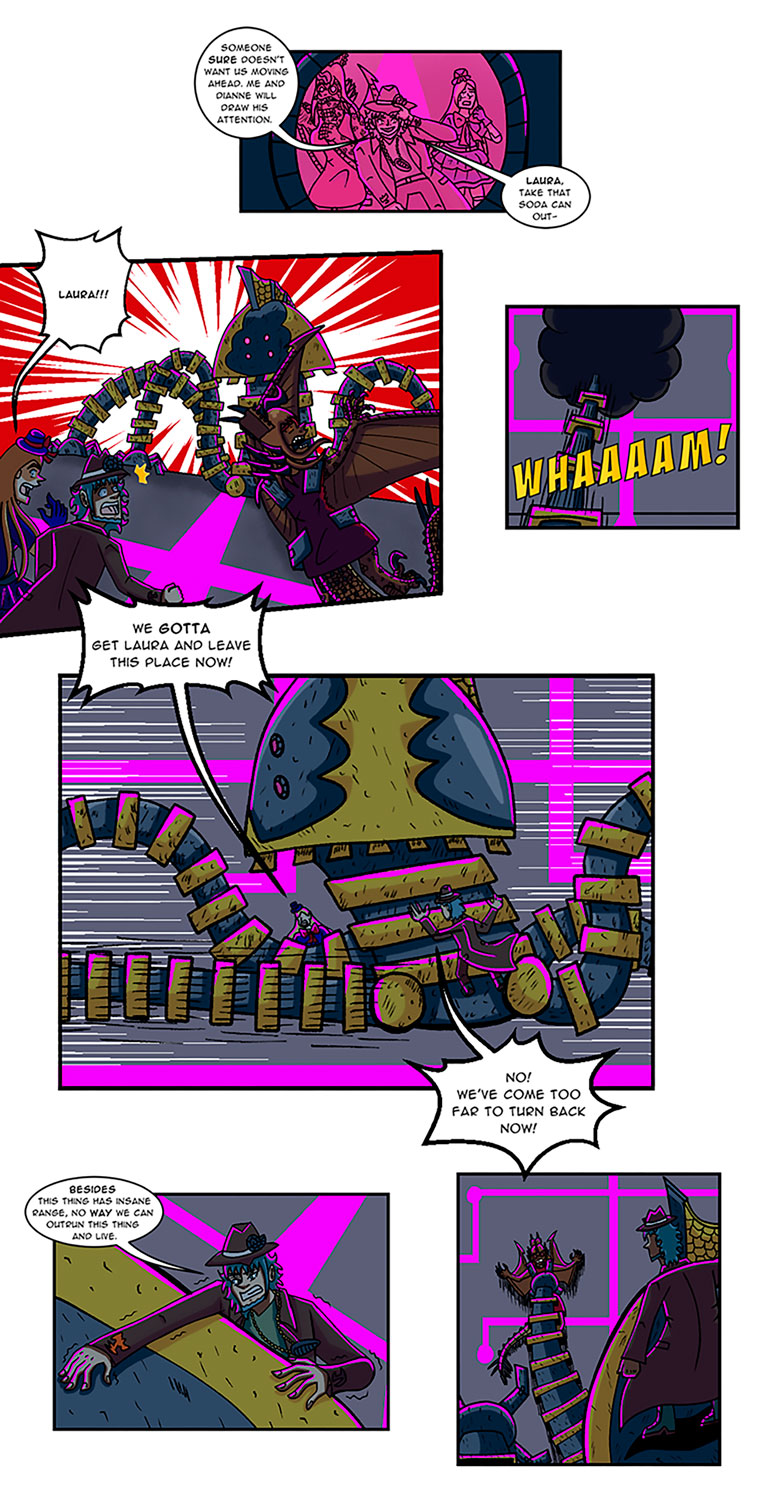 SOMEONE
SURE DOESN'T
WANT US MOVING
AHEAD. ME AND
DIANNE WILL
DRAW HIS
ATTENTION.
LAURA,
TAKE THAT
SODA CAN
OUT-
LAURA!!!
WHAAAAM!
WE GOTTA
GET LAURA AND LEAVE
THIS PLACE NOW!
NO!
WE'VE COME TOO
FAR TO TURN BACK
NOW!
BESIDES
THIS THING HAS INSANE
RANGE, NO WAY WE CAN
OUTRUN THIS THING
AND LIVE.